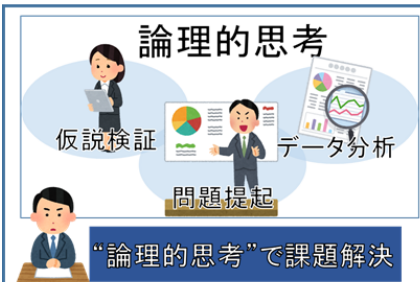 論理的思考
仮説検証
データ分析
問題提起
“論理的思考”で課題解決